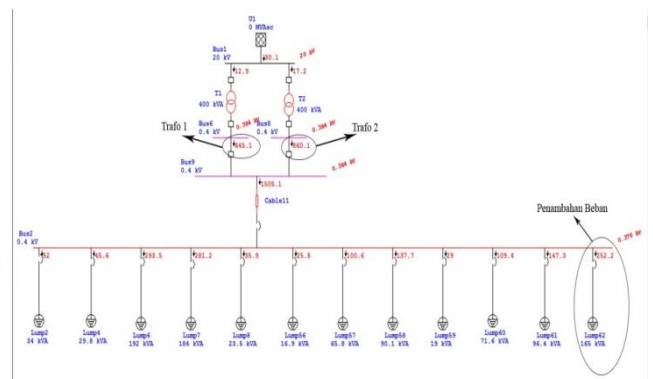 U1
0 MVAsc
30.1
20 kV
Bus1
20 kV
12.9
17.2
T1
400 kVA
T2
400 kVA
Trafo 1
Bus6
0.4 kV
0.384 kV
645.1
Bus8
0.4 kV
0.384 kV
860.1
Trafo 2
Bus9
0.4 kV
0.384 kV
1505.1
Cable11
Penambahan Beban
Bus2
0.4 kV
0.376 kV
52
45.6
293.5
281.2
35.9
25.8
100.6
137.7
29
109.4
147.3
252.2
Lump2
34 kVA
Lump4
29.8 kVA
Lump6
192 kVA
Lump7
184 kVA
Lump8
23.5 kVA
Lump56
16.9 kVA
Lump57
65.8 kVA
Lump58
90.1 kVA
Lump59
19 kVA
Lump60
71.6 kVA
Lump61
96.4 kVA
Lump62
165 kVA